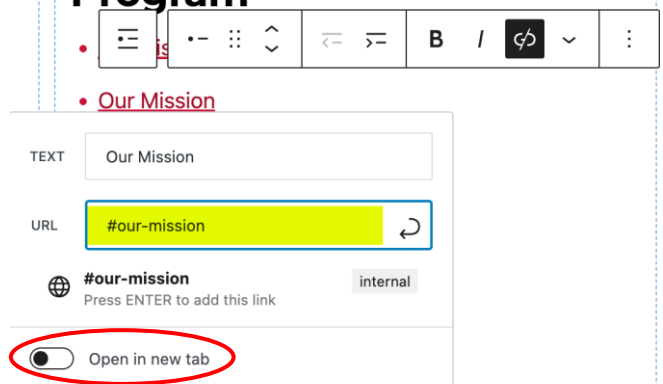 Program
B I
Our Mission
TEXT Our Mission
URL #our-mission
#our-mission internal
Press ENTER to add this link
Open in new tab